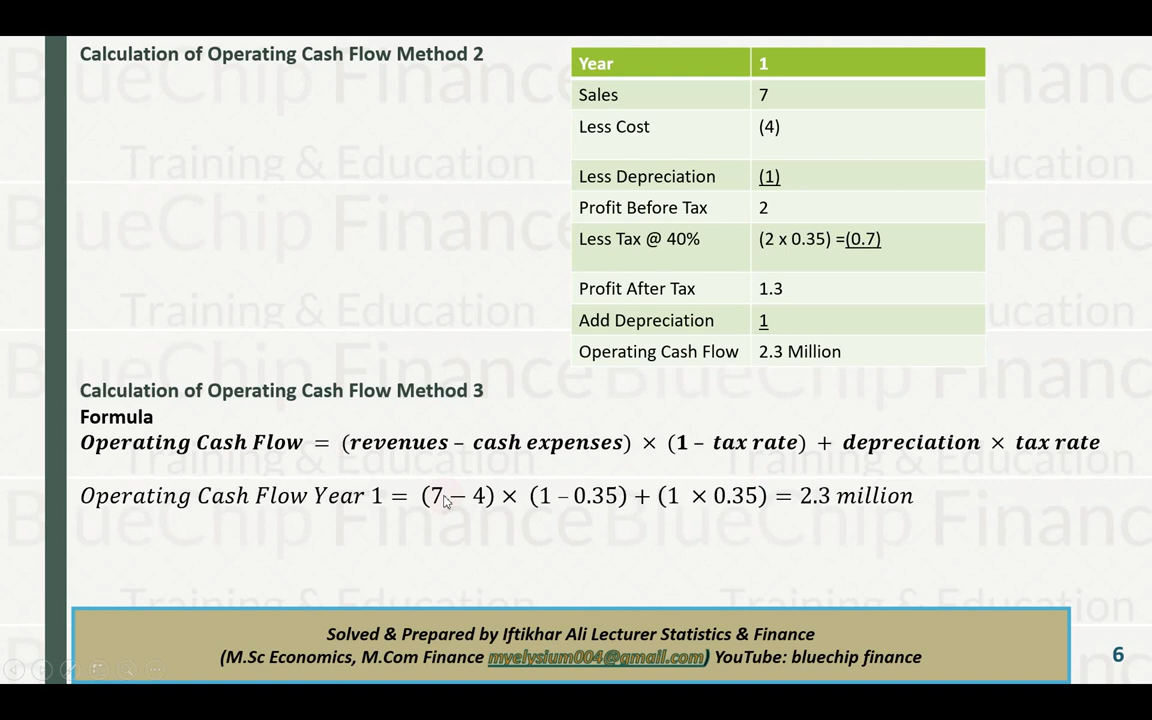 Calculation of Operating Cash Flow Method 2
Year 1
Sales 7
Less Cost (4)
Less Depreciation (1)
Profit Before Tax 2
Less Tax @ 40% (2 x 0.35) =(0.7)
Profit After Tax 1.3
Add Depreciation 1
Operating Cash Flow 2.3 Million
Calculation of Operating Cash Flow Method 3
Formula
Operating Cash Flow = (revenues – cash expenses) × (1 – tax rate) + depreciation × tax rate
Operating Cash Flow Year 1 = (7 – 4) × (1 – 0.35) + (1 × 0.35) = 2.3 million
Solved & Prepared by Iftikhar Ali Lecturer Statistics & Finance
(M.Sc Economics, M.Com Finance myelysium004@gmail.com) YouTube: bluechip finance
6
BlueChip Finance
Training & Education